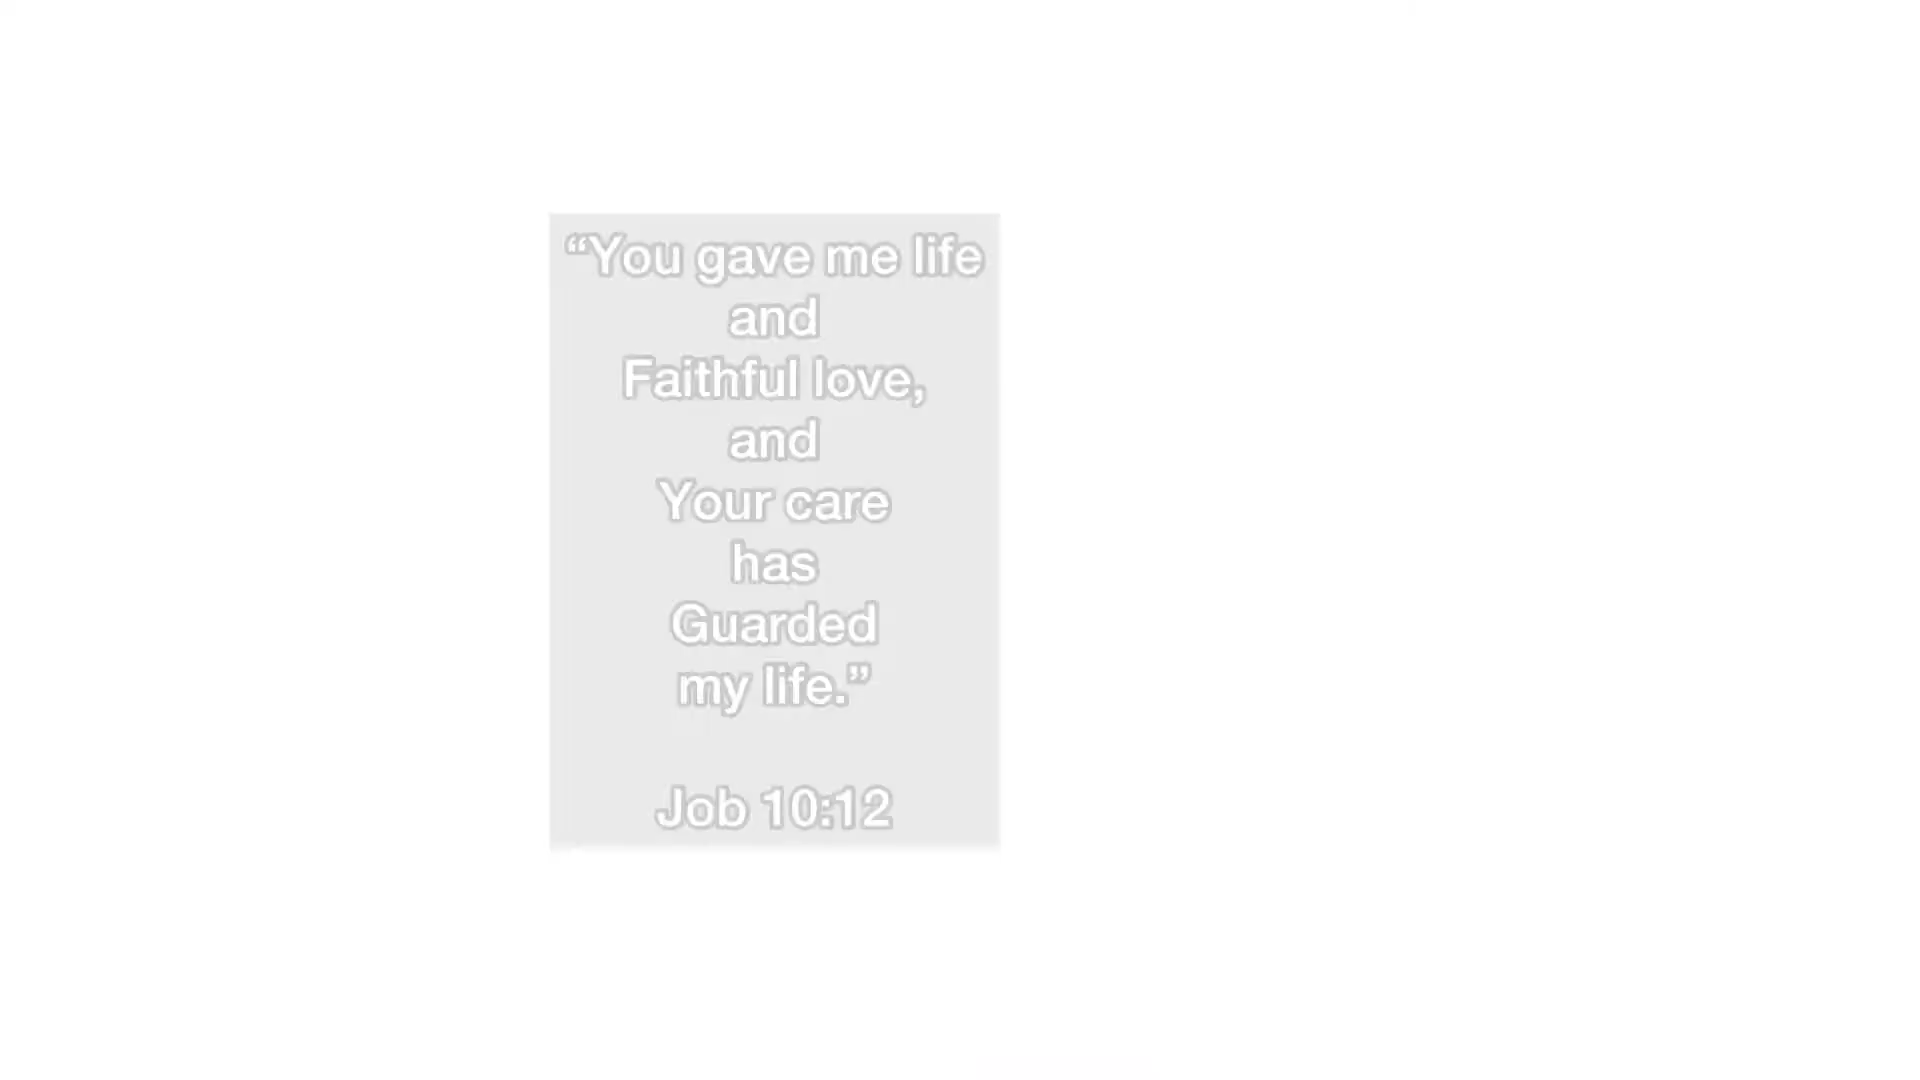 “You gave me life
and
Faithful love,
and
Your care
has
Guarded
my life.”
Job 10:12